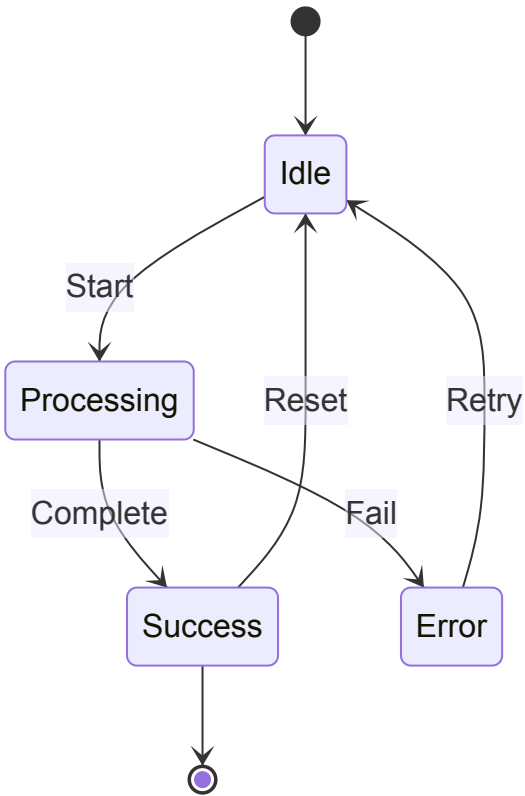 Idle
Start
Processing
Reset
Retry
Complete
Fail
Success
Error